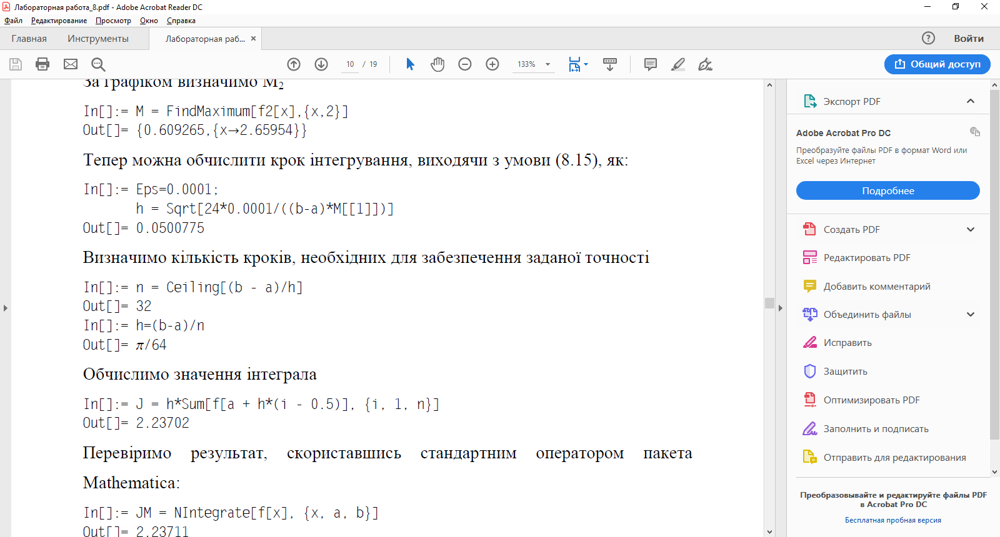 Лабораторная работа_8.pdf - Adobe Acrobat Reader DC
Файл Редактирование Просмотр Окно Справка
Главная Инструменты Лабораторная раб... × Войти
10 / 19 133% Общий доступ
За графіком визначимо M2
In[]:= M = FindMaximum[f2[x],{x,2}]
Out[]= {0.609265,{x→2.65954}}
Тепер можна обчислити крок інтегрування, виходячи з умови (8.15), як:
In[]:= Eps=0.0001;
h = Sqrt[24*0.0001/((b-a)*M[[1]])]
Out[]= 0.0500775
Визначимо кількість кроків, необхідних для забезпечення заданої точності
In[]:= n = Ceiling[(b - a)/h]
Out[]= 32
In[]:= h=(b-a)/n
Out[]= π/64
Обчислимо значення інтеграла
In[]:= J = h*Sum[f[a + h*(i - 0.5)], {i, 1, n}]
Out[]= 2.23702
Перевіримо результат, скориставшись стандартним оператором пакета
Mathematica:
In[]:= JM = NIntegrate[f[x], {x, a, b}]
Out[]= 2.23711
Экспорт PDF
Adobe Acrobat Pro DC
Преобразуйте файлы PDF в формат Word или
Excel через Интернет
Подробнее
Создать PDF
Редактировать PDF
Добавить комментарий
Объединить файлы
Исправить
Защитить
Оптимизировать PDF
Заполнить и подписать
Отправить для редактирования
Преобразовывайте и редактируйте файлы PDF
в Acrobat Pro DC
Бесплатная пробная версия